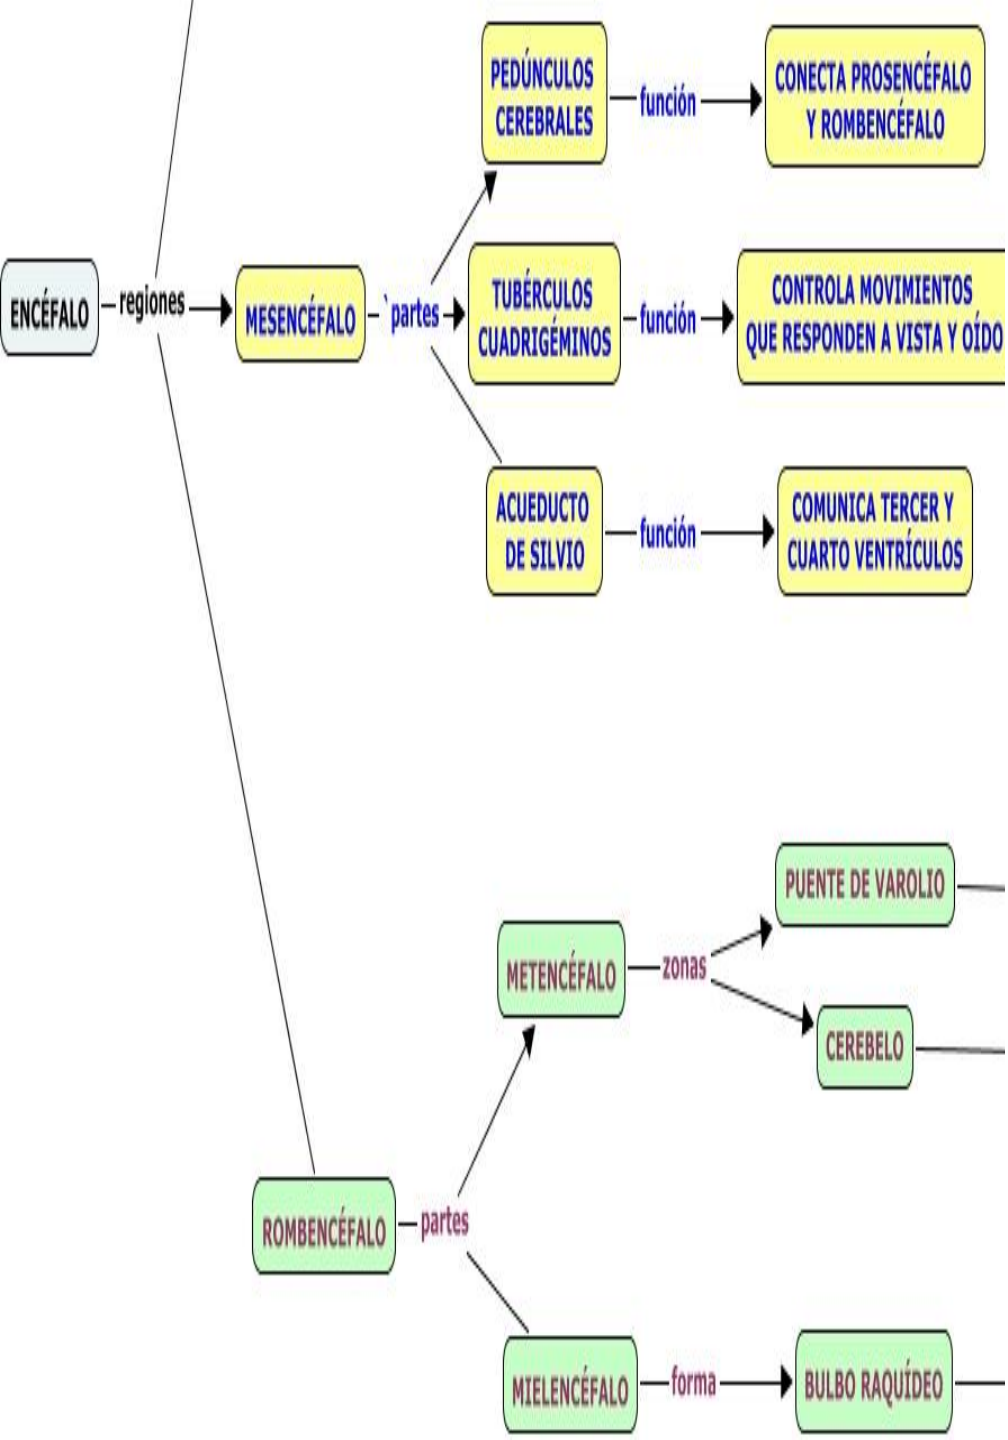 PEDÚNCULOS
CEREBRALES
función
CONECTA PROSENCÉFALO
Y ROMBENCÉFALO
ENCÉFALO
regiones
MESENCÉFALO
`partes
TUBÉRCULOS
CUADRIGÉMINOS
función
CONTROLA MOVIMIENTOS
QUE RESPONDEN A VISTA Y OÍDO
ACUEDUCTO
DE SILVIO
función
COMUNICA TERCER Y
CUARTO VENTRÍCULOS
ROMBENCÉFALO
partes
METENCÉFALO
zonas
PUENTE DE VAROLIO
CEREBELO
MIELENCÉFALO
forma
BULBO RAQUÍDEO